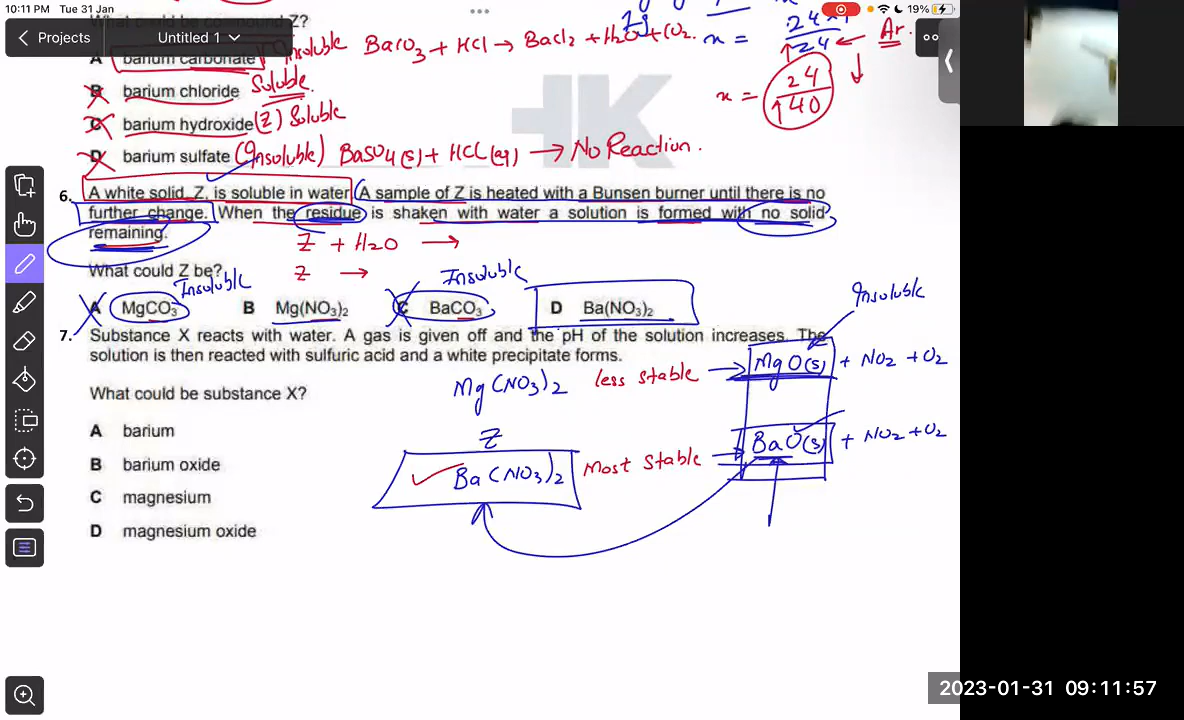 10:11 PM Tue 31 Jan
19%
What could be compound Z?
Projects
Untitled 1
A barium carbonate Insoluble BaCO3 + HCl → BaCl2 + H2O + CO2.
x = 24×1 / 24 ← Ar.
B barium chloride Soluble.
C barium hydroxide (Z) Soluble
x = 24 / 40
D barium sulfate (Insoluble) BaSO4(s) + HCl(aq) → No Reaction.
6. A white solid, Z, is soluble in water. A sample of Z is heated with a Bunsen burner until there is no
further change. When the residue is shaken with water a solution is formed with no solid
remaining.
Z + H2O →
What could Z be?
Z →
Insoluble
Insoluble
Insoluble
A MgCO3 B Mg(NO3)2 C BaCO3 D Ba(NO3)2
7. Substance X reacts with water. A gas is given off and the pH of the solution increases. The
solution is then reacted with sulfuric acid and a white precipitate forms.
Mg(NO3)2 less stable → MgO(s) + NO2 + O2
What could be substance X?
A barium
Z
Ba(NO3)2 Most Stable → BaO(s) + NO2 + O2
B barium oxide
C magnesium
D magnesium oxide
HK
2023-01-31 09:11:57